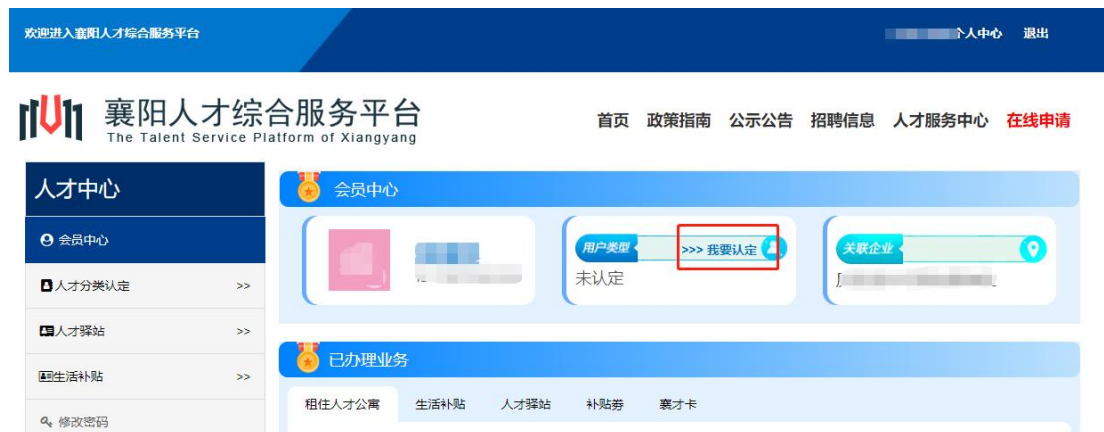 欢迎进入襄阳人才综合服务平台
个人中心 退出
襄阳人才综合服务平台
The Talent Service Platform of Xiangyang
首页 政策指南 公示公告 招聘信息 人才服务中心 在线申请
人才中心
会员中心
人才分类认定 >>
人才驿站 >>
生活补贴 >>
修改密码
会员中心
用户类型 >>> 我要认定
未认定
关联企业
已办理业务
租住人才公寓 生活补贴 人才驿站 补贴券 襄才卡